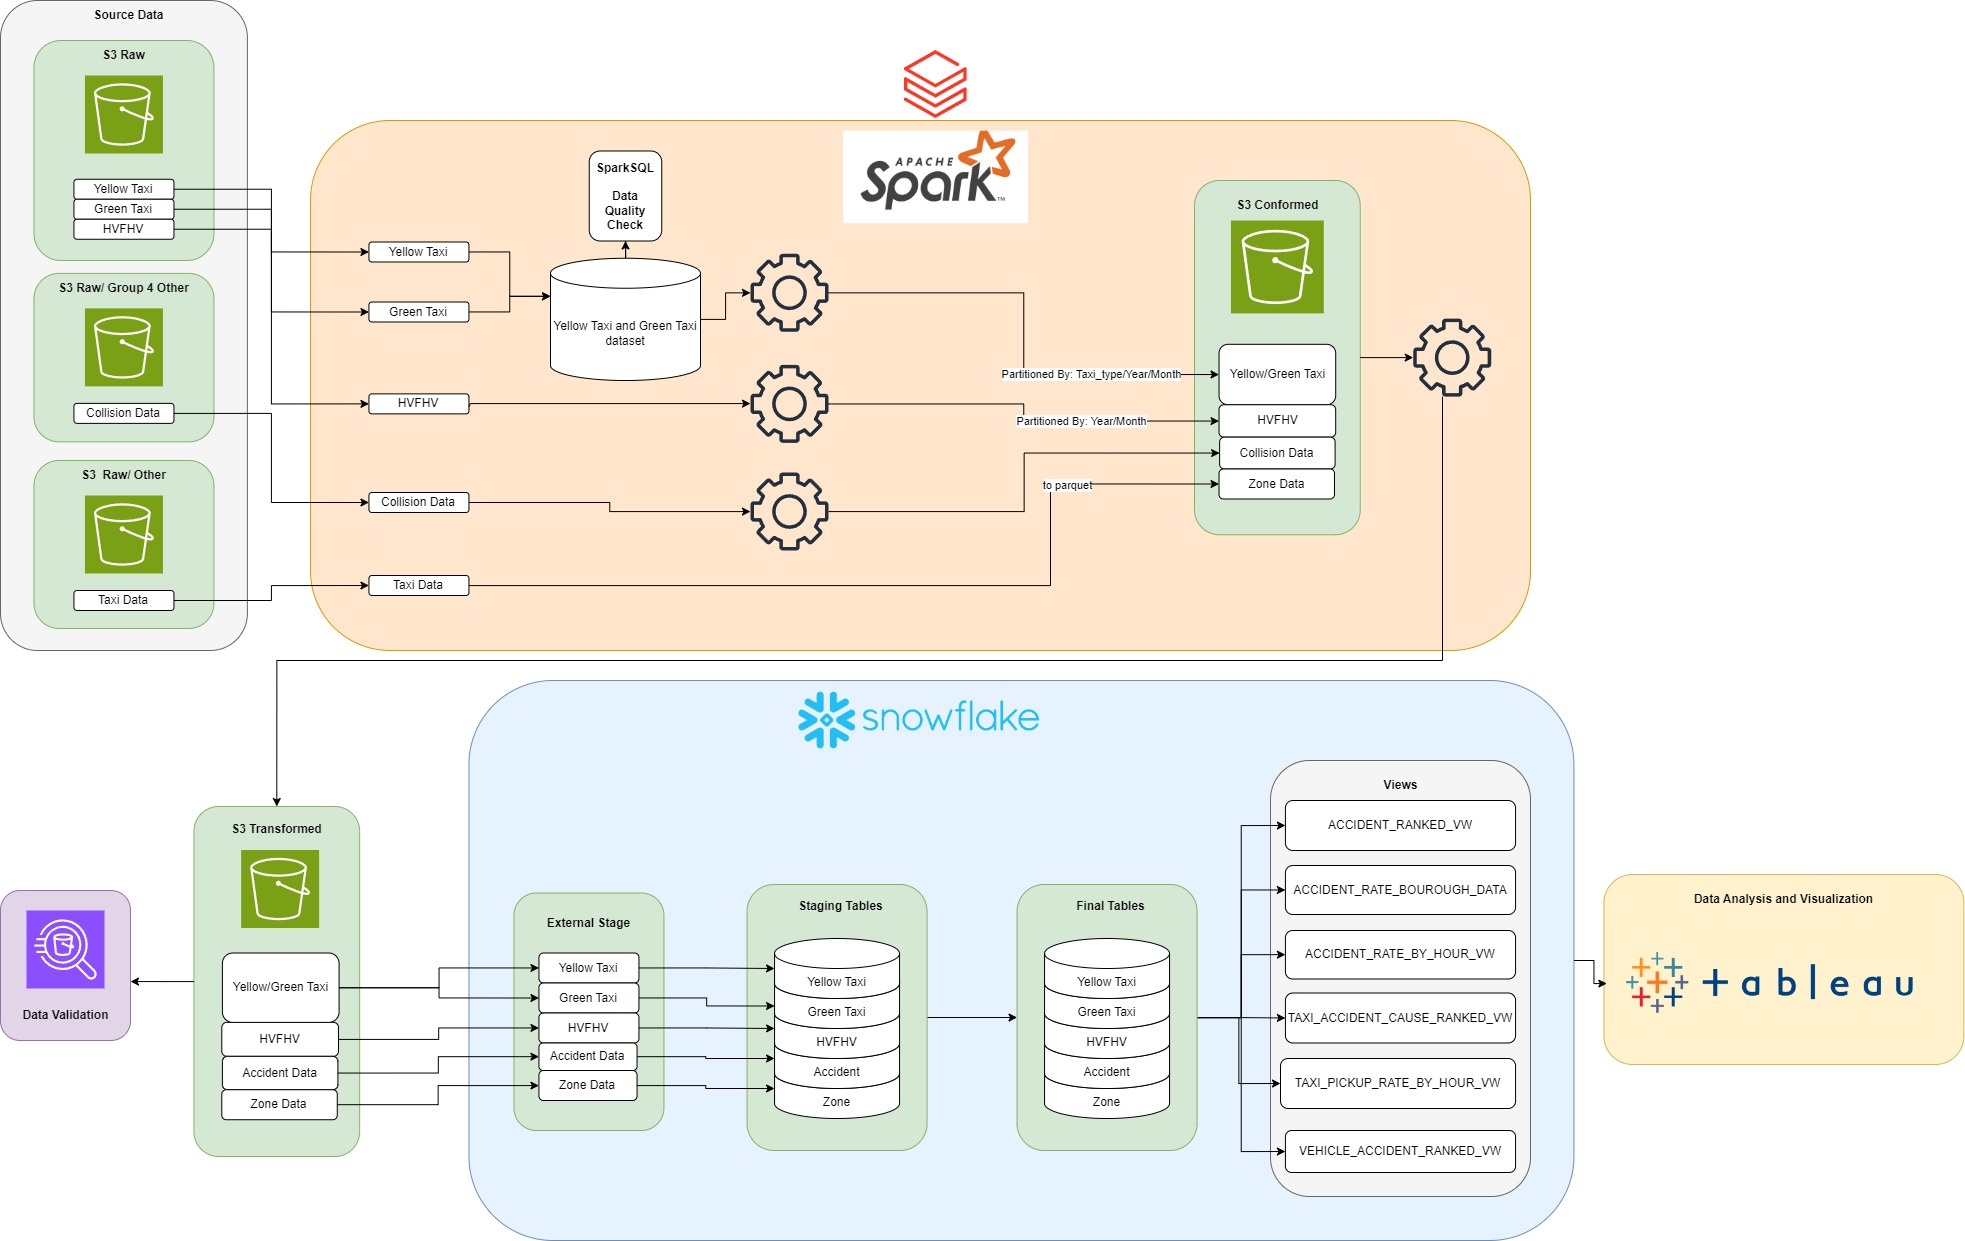 Source Data
S3 Raw
Yellow Taxi
Green Taxi
HVFHV
S3 Raw/ Group 4 Other
Collision Data
S3  Raw/ Other
Taxi Data
APACHE
Spark™
SparkSQL
Data
Quality
Check
Yellow Taxi
Green Taxi
Yellow Taxi and Green Taxi
dataset
HVFHV
Collision Data
Taxi Data
Partitioned By: Taxi_type/Year/Month
Partitioned By: Year/Month
to parquet
S3 Conformed
Yellow/Green Taxi
HVFHV
Collision Data
Zone Data
snowflake
Data Validation
S3 Transformed
Yellow/Green Taxi
HVFHV
Accident Data
Zone Data
External Stage
Yellow Taxi
Green Taxi
HVFHV
Accident Data
Zone Data
Staging Tables
Yellow Taxi
Green Taxi
HVFHV
Accident
Zone
Final Tables
Yellow Taxi
Green Taxi
HVFHV
Accident
Zone
Views
ACCIDENT_RANKED_VW
ACCIDENT_RATE_BOUROUGH_DATA
ACCIDENT_RATE_BY_HOUR_VW
TAXI_ACCIDENT_CAUSE_RANKED_VW
TAXI_PICKUP_RATE_BY_HOUR_VW
VEHICLE_ACCIDENT_RANKED_VW
Data Analysis and Visualization
+ableau